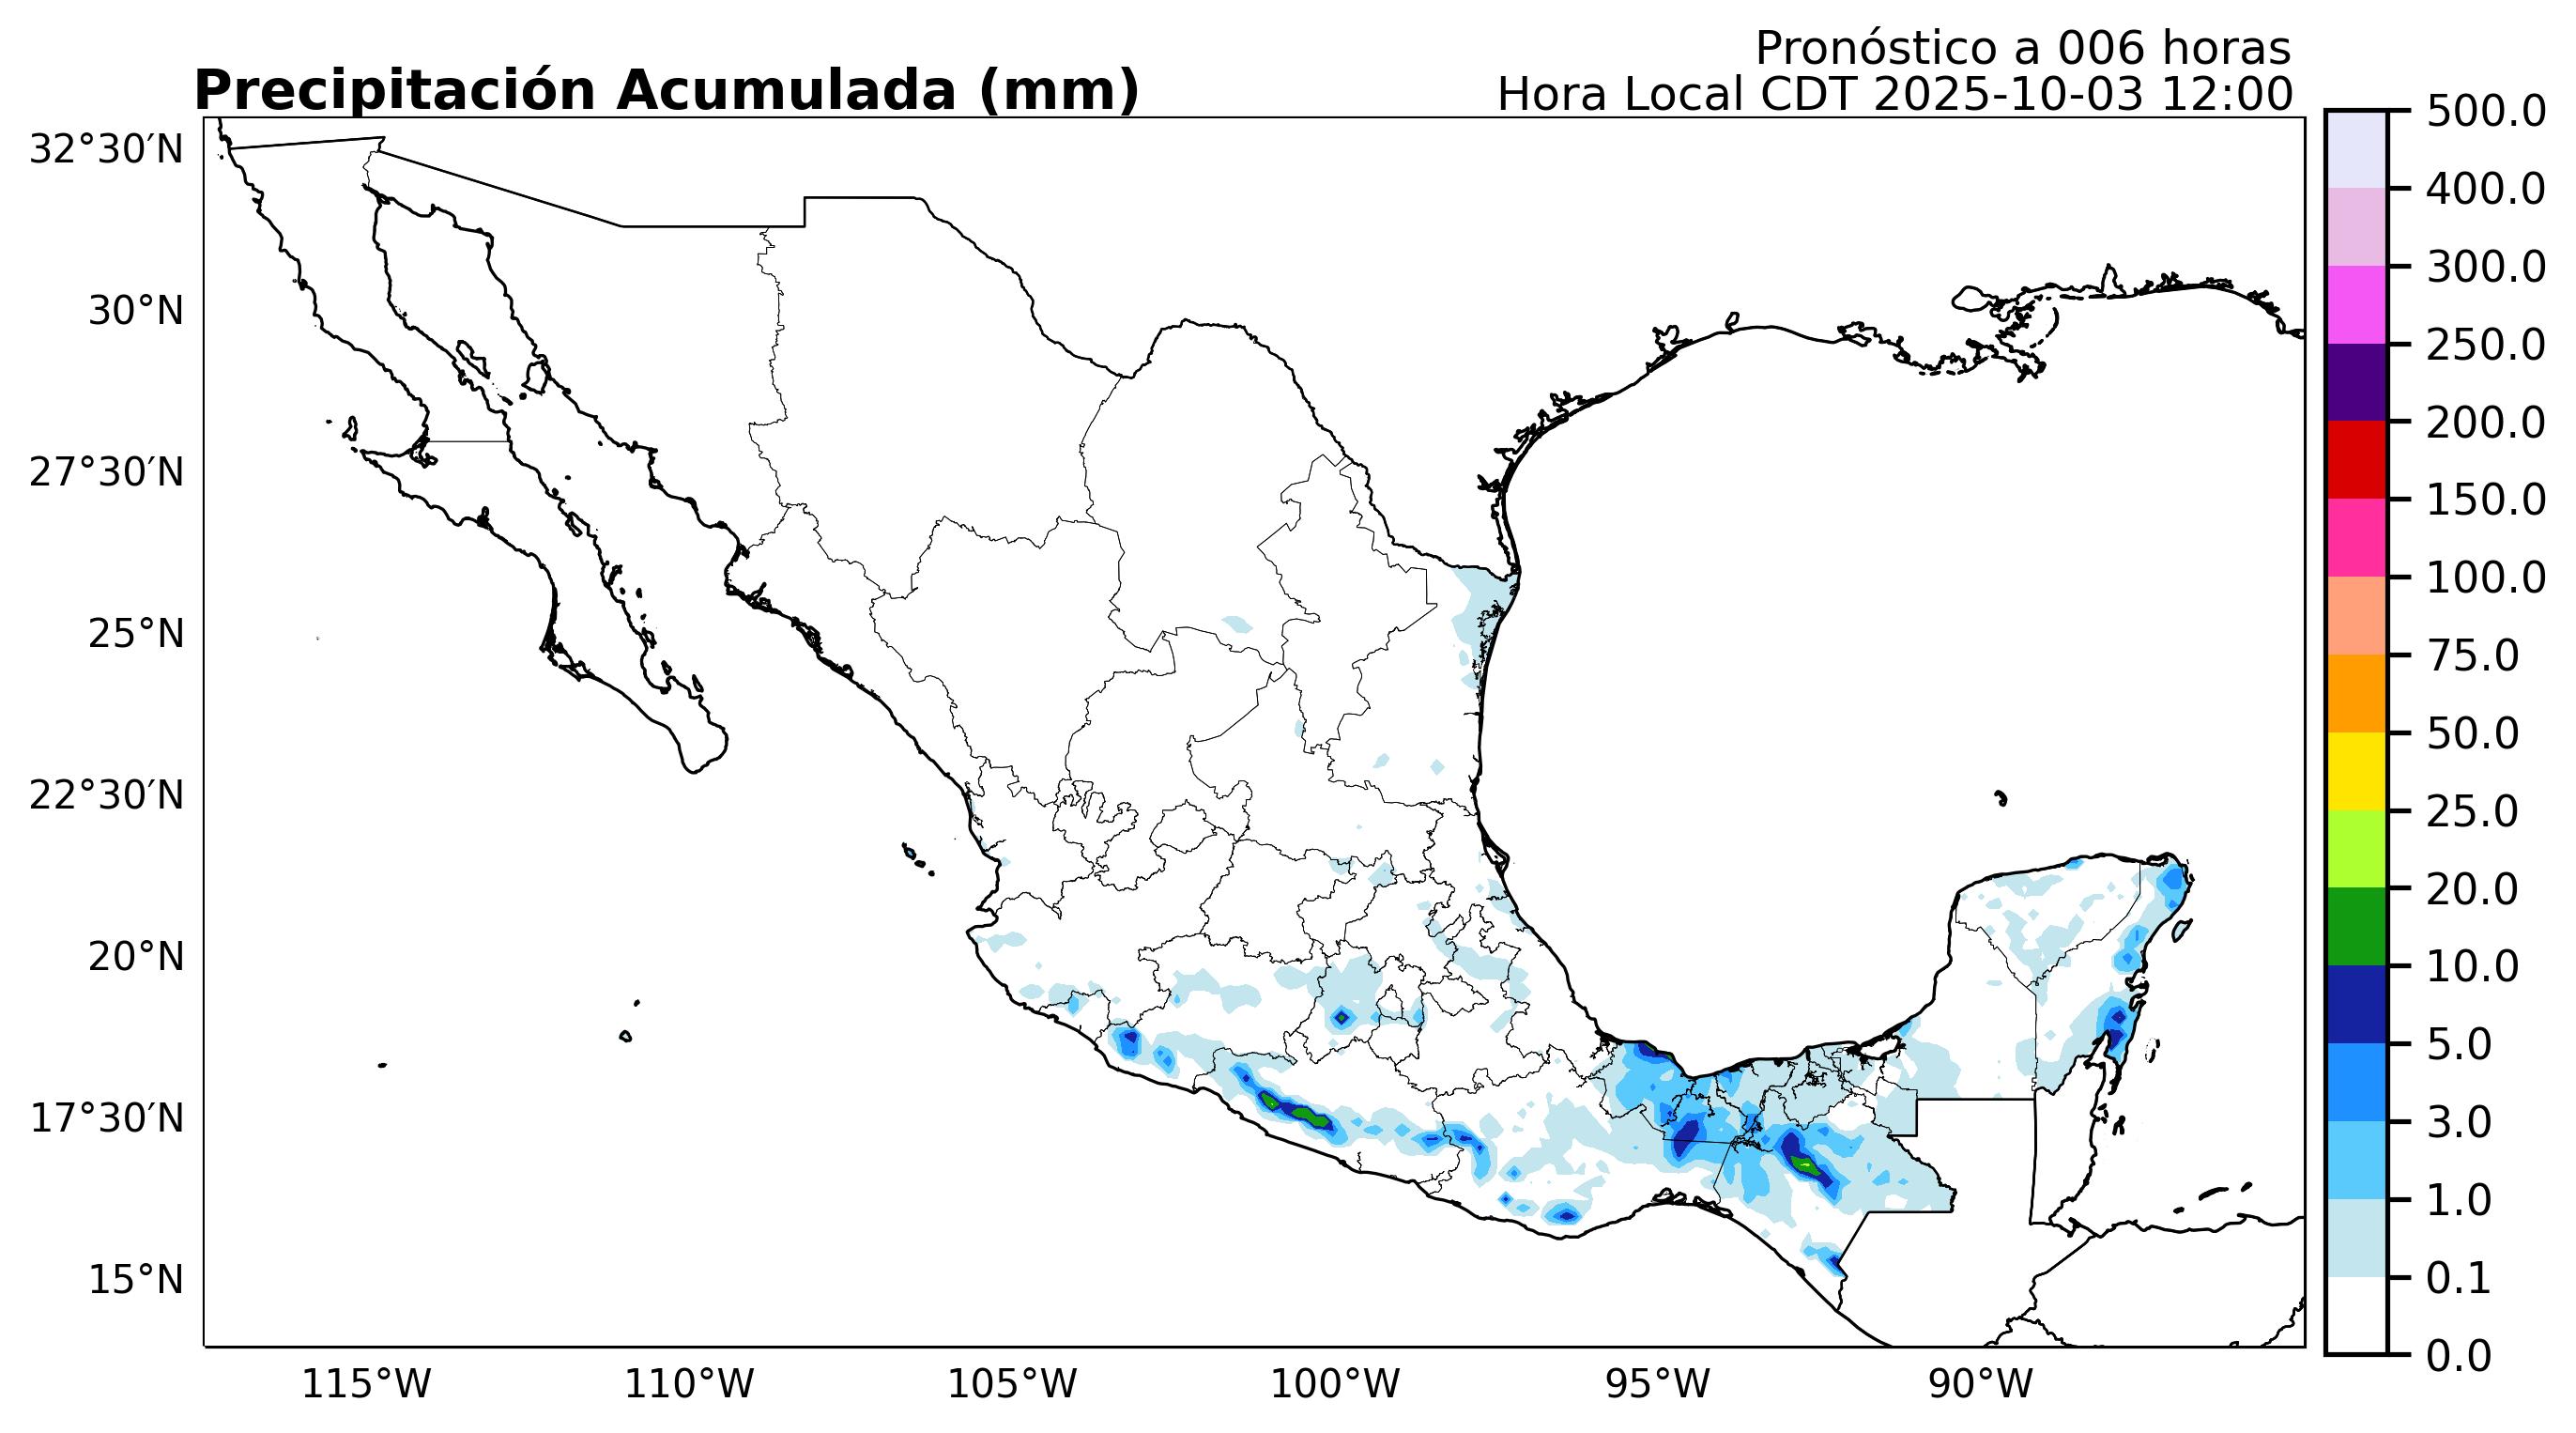 Pronóstico a 006 horas
Precipitación Acumulada (mm)
Hora Local CDT 2025-10-03 12:00
32°30′N
30°N
27°30′N
25°N
22°30′N
20°N
17°30′N
15°N
115°W
110°W
105°W
100°W
95°W
90°W
500.0
400.0
300.0
250.0
200.0
150.0
100.0
75.0
50.0
25.0
20.0
10.0
5.0
3.0
1.0
0.1
0.0